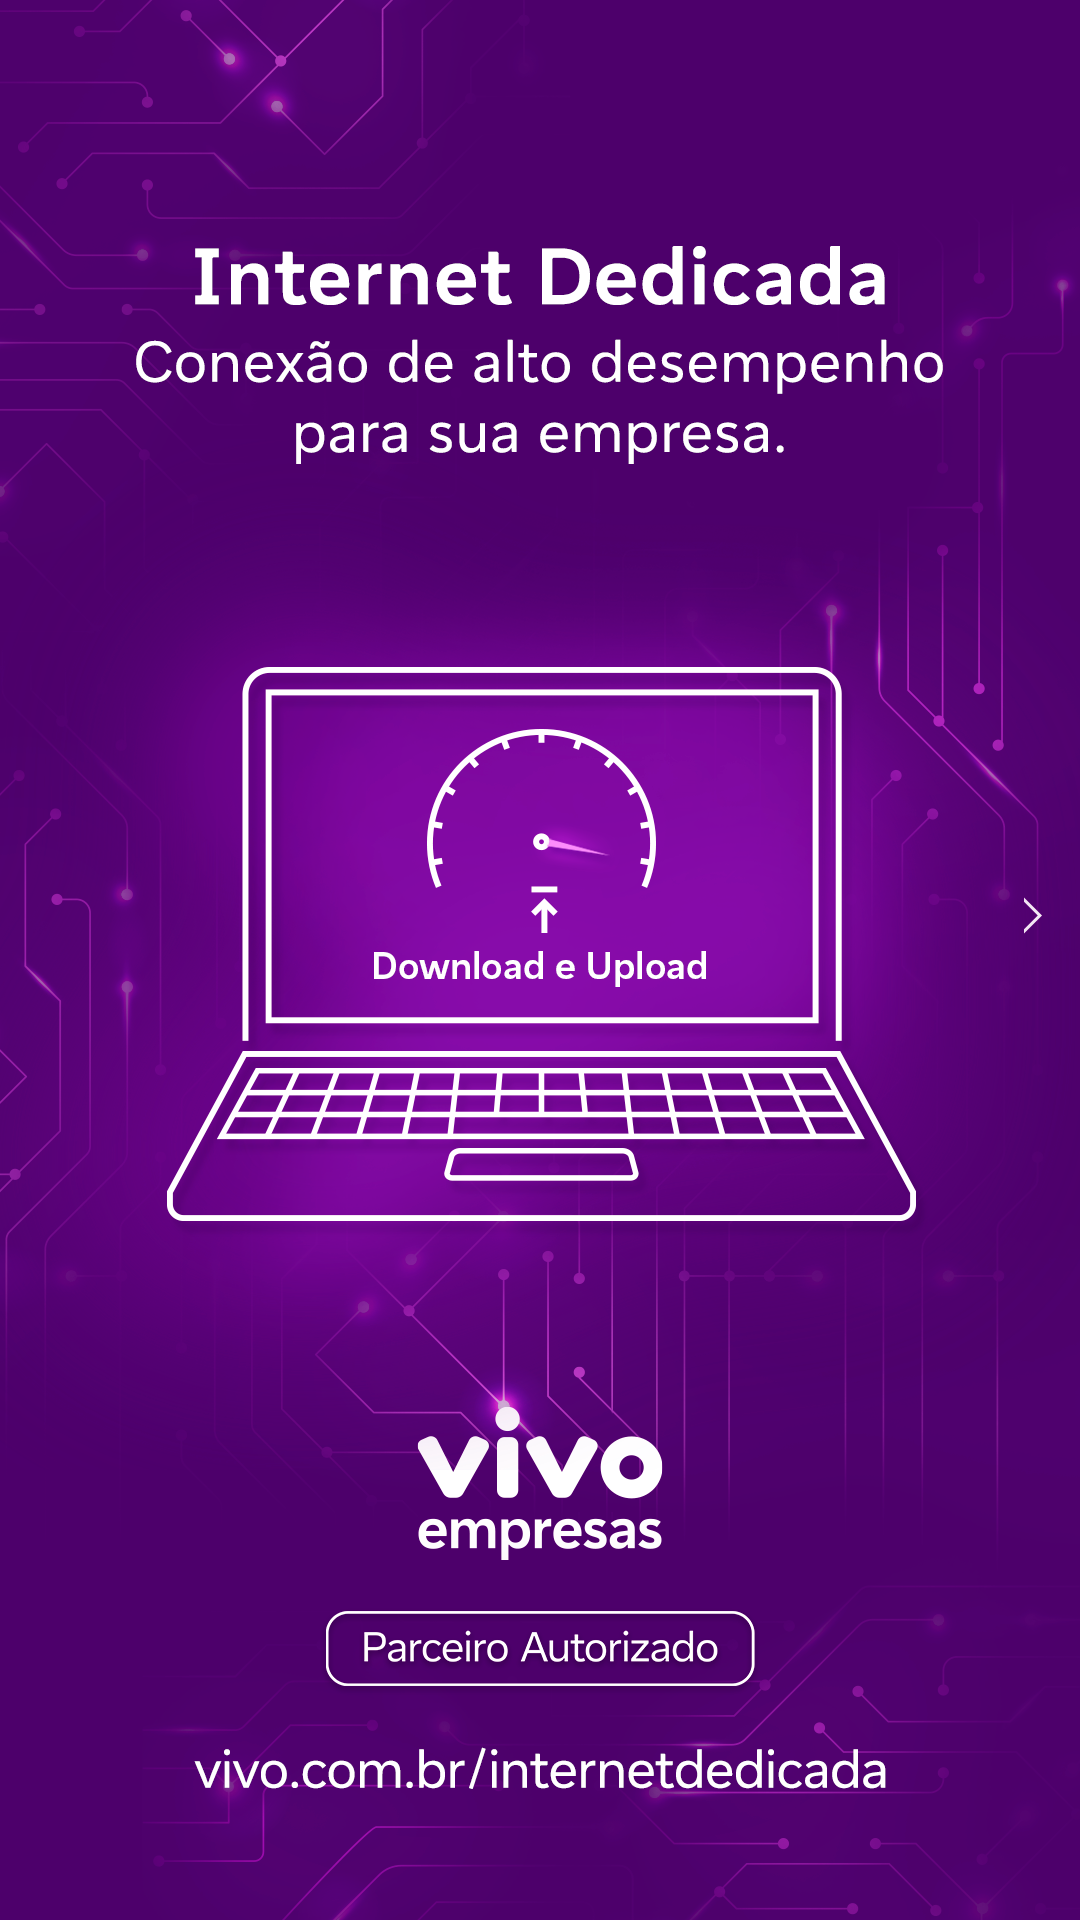 Internet Dedicada
Conexão de alto desempenho
para sua empresa.
Download e Upload
vivo
empresas
Parceiro Autorizado
vivo.com.br/internetdedicada